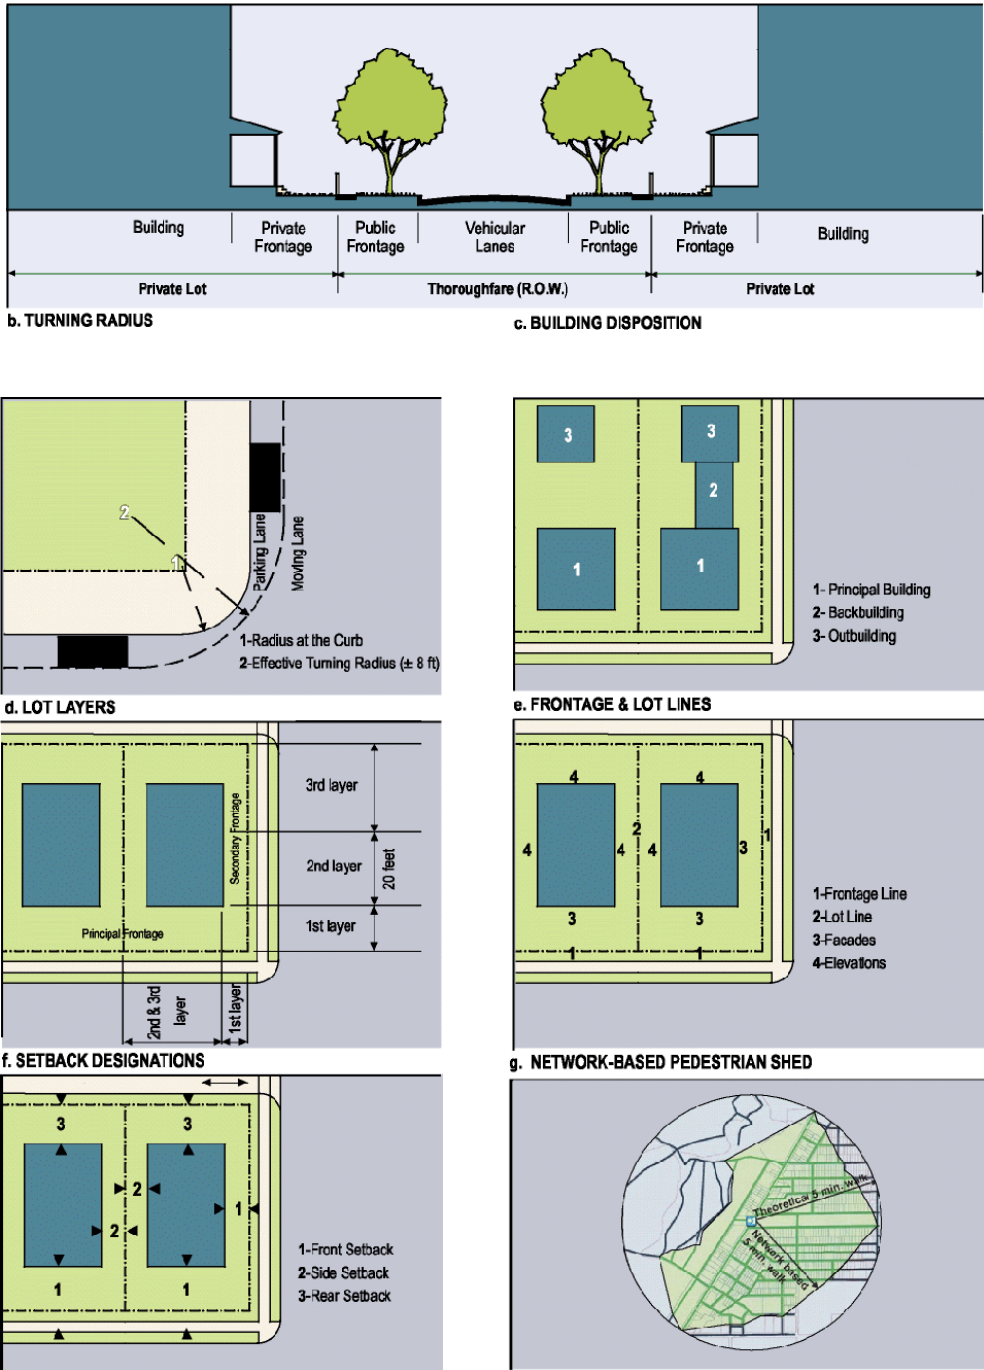 Building
Private
Frontage
Public
Frontage
Vehicular
Lanes
Public
Frontage
Private
Frontage
Building
Private Lot
Thoroughfare (R.O.W.)
Private Lot
b. TURNING RADIUS
c. BUILDING DISPOSITION
2
1
Parking Lane
Moving Lane
1-Radius at the Curb
2-Effective Turning Radius (± 8 ft)
3
3
2
1
1
1- Principal Building
2- Backbuilding
3- Outbuilding
d. LOT LAYERS
e. FRONTAGE & LOT LINES
3rd layer
2nd layer
20 feet
1st layer
Secondary Frontage
Principal Frontage
2nd & 3rd
layer
1st layer
4
4
2
1
4
4
4
3
3
3
1
1
1-Frontage Line
2-Lot Line
3-Facades
4-Elevations
f. SETBACK DESIGNATIONS
g. NETWORK-BASED PEDESTRIAN SHED
3
3
2
1
2
1
1
1-Front Setback
2-Side Setback
3-Rear Setback
Theoretical 5 min. walk
Network based
5 min. walk